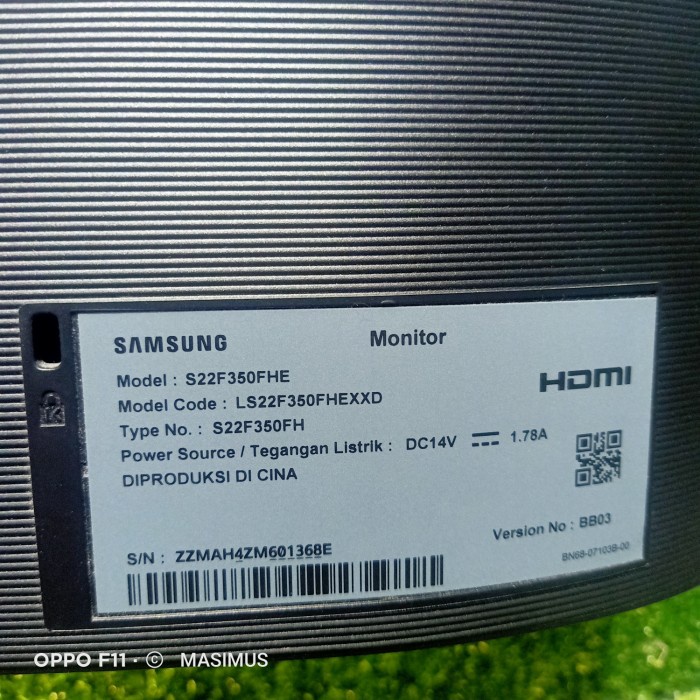 SAMSUNG Monitor
Model : S22F350FHE
HDMI
Model Code : LS22F350FHEXXD
Type No. : S22F350FH
Power Source / Tegangan Listrik : DC14V 1.78A
DIPRODUKSI DI CINA
Version No : BB03
S/N : ZZMAH4ZM601368E
BN68-07103B-00
OPPO F11 · © MASIMUS